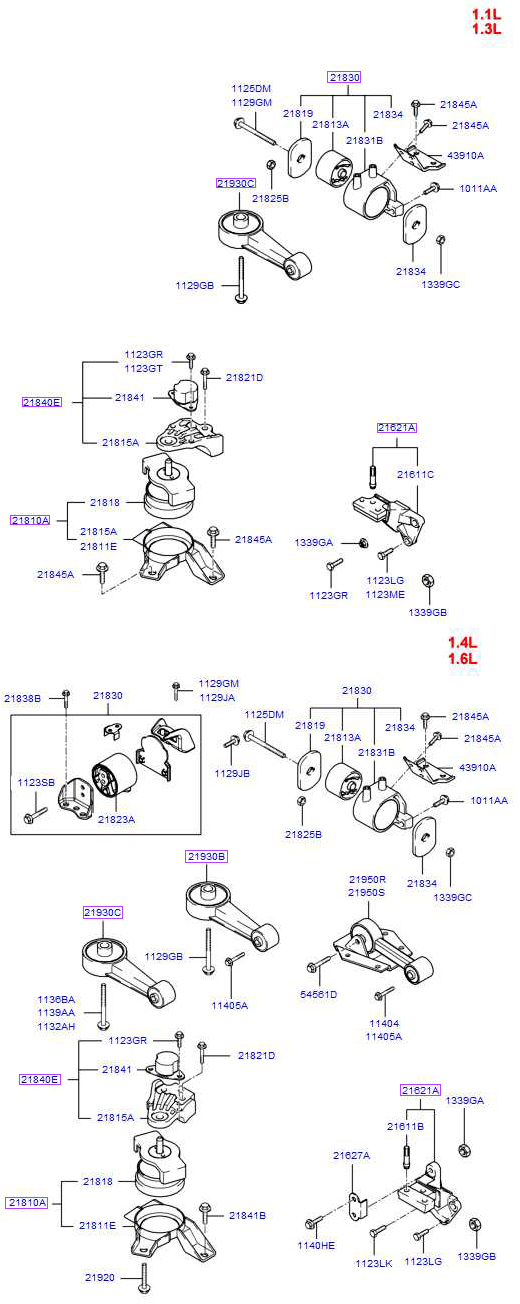 1.1L
1.3L
21830
1125DM
1129GM
21819
21813A
21834
21831B
21845A
21845A
43910A
1011AA
21930C
21825B
21834
1339GC
1129GB
1123GR
1123GT
21821D
21840E
21841
21815A
21621A
21611C
21818
21810A
21815A
21811E
21845A
21845A
1339GA
1123GR
1123LG
1123ME
1339GB
1.4L
1.6L
21838B
21830
1129GM
1129JA
1123SB
21823A
1125DM
21830
21819
21813A
21834
21831B
21845A
21845A
43910A
1129JB
1011AA
21825B
21834
1339GC
21930B
21930C
1129GB
11405A
21950R
21950S
54561D
11404
11405A
1136BA
1139AA
1132AH
1123GR
21821D
21840E
21841
21815A
21621A
1339GA
21611B
21627A
21818
21810A
21811E
21841B
1140HE
1123LK
1123LG
1339GB
21920